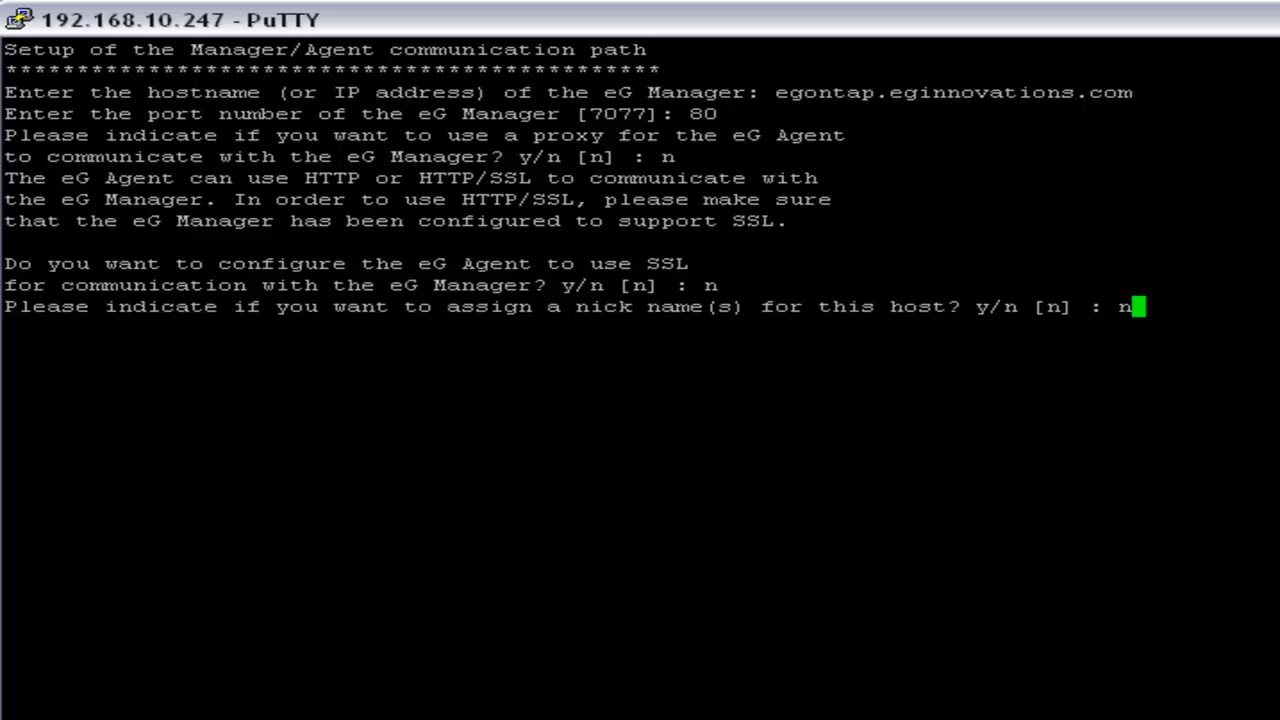 192.168.10.247 - PuTTY
Setup of the Manager/Agent communication path
**********************************************
Enter the hostname (or IP address) of the eG Manager: egontap.eginnovations.com
Enter the port number of the eG Manager [7077]: 80
Please indicate if you want to use a proxy for the eG Agent
to communicate with the eG Manager? y/n [n] : n
The eG Agent can use HTTP or HTTP/SSL to communicate with
the eG Manager. In order to use HTTP/SSL, please make sure
that the eG Manager has been configured to support SSL.
Do you want to configure the eG Agent to use SSL
for communication with the eG Manager? y/n [n] : n
Please indicate if you want to assign a nick name(s) for this host? y/n [n] : n